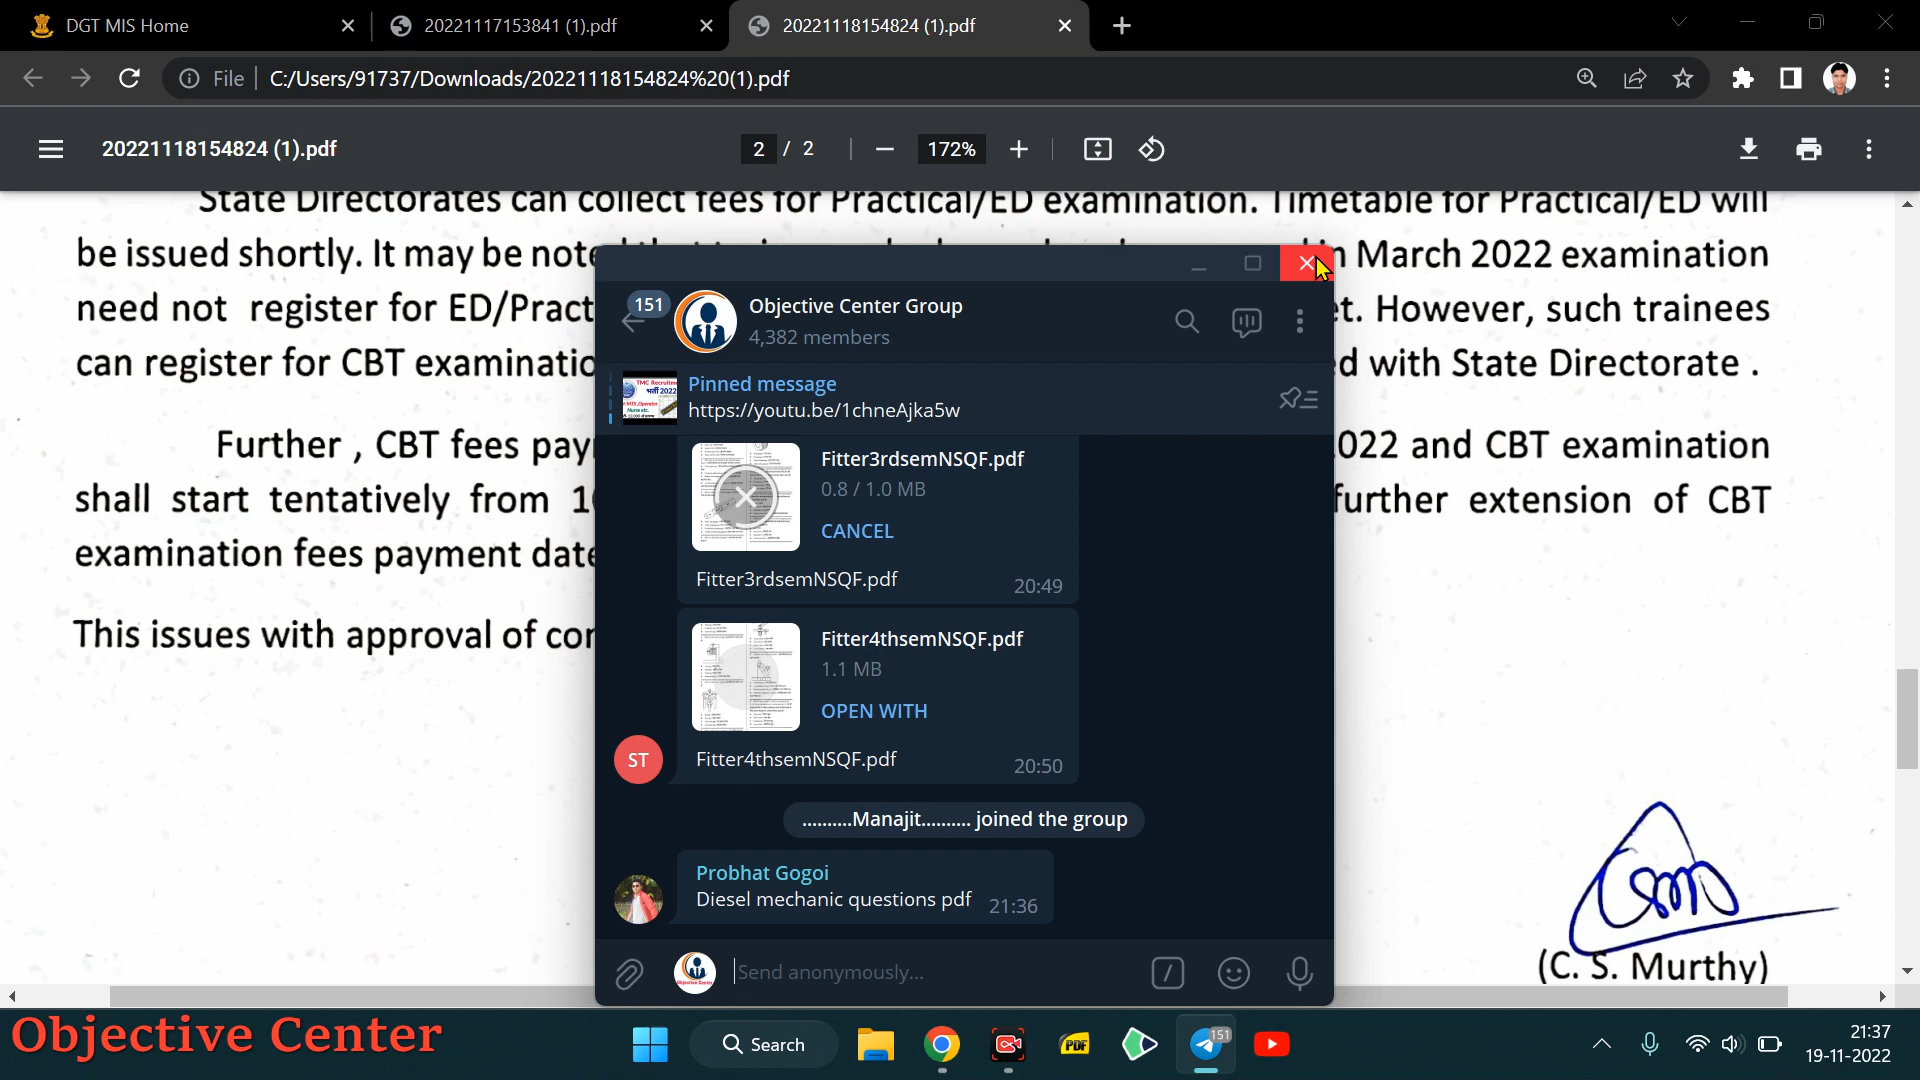 DGT MIS Home
20221117153841 (1).pdf
20221118154824 (1).pdf
File
C:/Users/91737/Downloads/20221118154824%20(1).pdf
20221118154824 (1).pdf
2 / 2
172%
State Directorates can collect fees for Practical/ED examination. Timetable for Practical/ED will
be issued shortly. It may be note
n March 2022 examination
need not register for ED/Pract
et. However, such trainees
can register for CBT examinatio
d with State Directorate .
Further , CBT fees pay
022 and CBT examination
shall start tentatively from 1
further extension of CBT
examination fees payment date
This issues with approval of co
(C. S. Murthy)
151
Objective Center Group
4,382 members
TMC Recruitm
भर्ती 2022
Pinned message
https://youtu.be/1chneAjka5w
Fitter3rdsemNSQF.pdf
0.8 / 1.0 MB
CANCEL
Fitter3rdsemNSQF.pdf
20:49
Fitter4thsemNSQF.pdf
1.1 MB
OPEN WITH
ST
Fitter4thsemNSQF.pdf
20:50
..........Manajit.......... joined the group
Probhat Gogoi
Diesel mechanic questions pdf
21:36
Send anonymously...
Objective Center
Search
PDF
151
21:37
19-11-2022